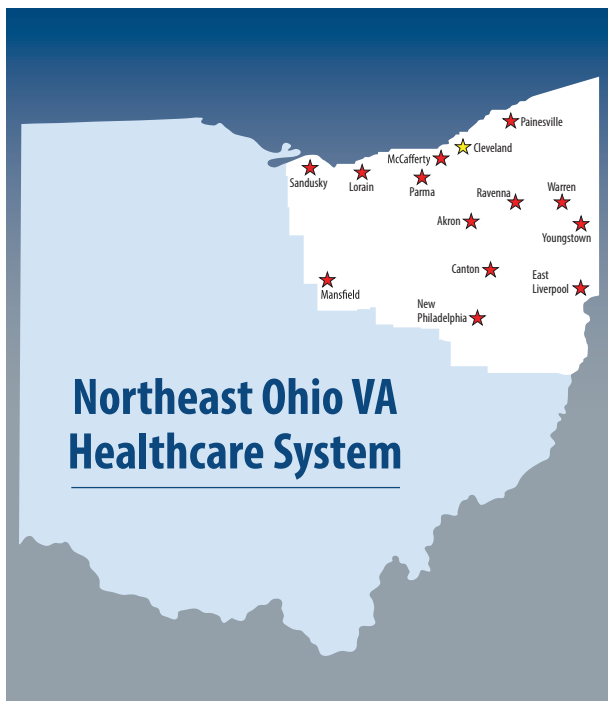 Painesville
Cleveland
McCafferty
Sandusky
Lorain
Parma
Ravenna
Warren
Akron
Youngstown
Canton
East
Liverpool
Mansfield
New
Philadelphia
Northeast Ohio VA
Healthcare System